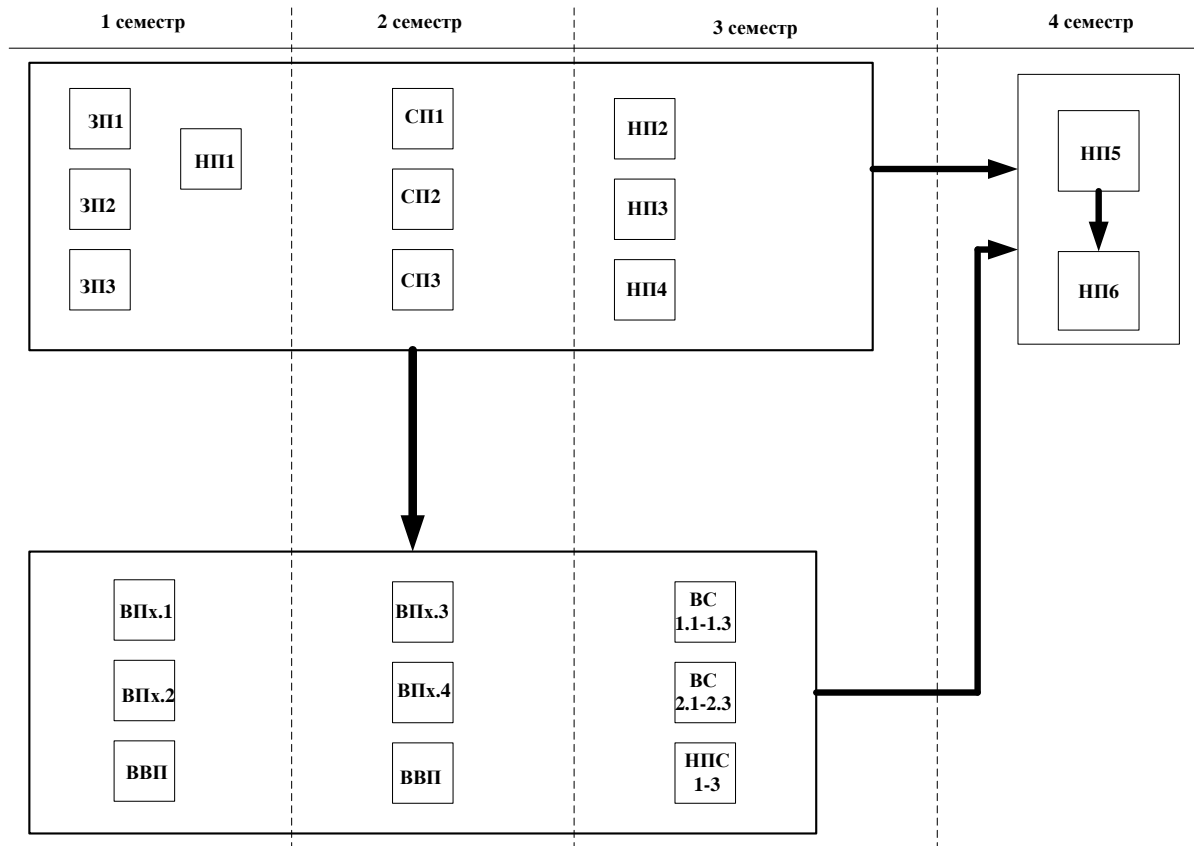 1 семестр
2 семестр
3 семестр
4 семестр
ЗП1
НП1
ЗП2
ЗП3
СП1
СП2
СП3
НП2
НП3
НП4
НП5
НП6
ВПх.1
ВПх.2
ВВП
ВПх.3
ВПх.4
ВВП
ВС
1.1-1.3
ВС
2.1-2.3
НПС
1-3